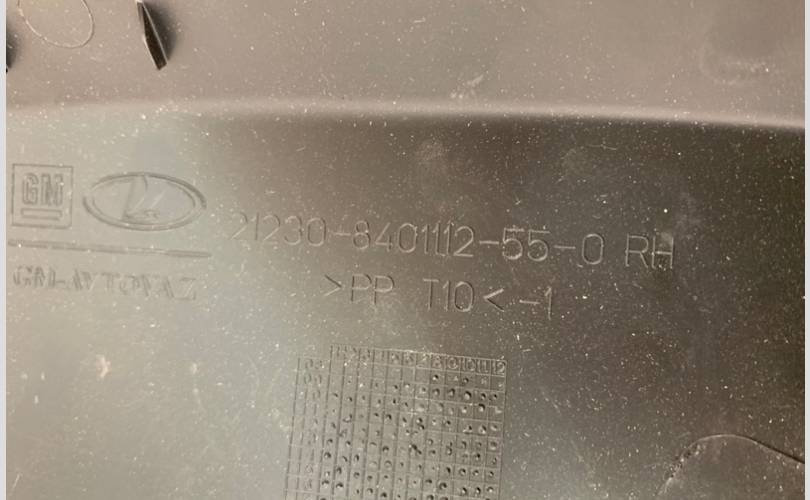 GM
21230-8401112-55-0 RH
GM-AVTOVAZ
>PP T10< -1